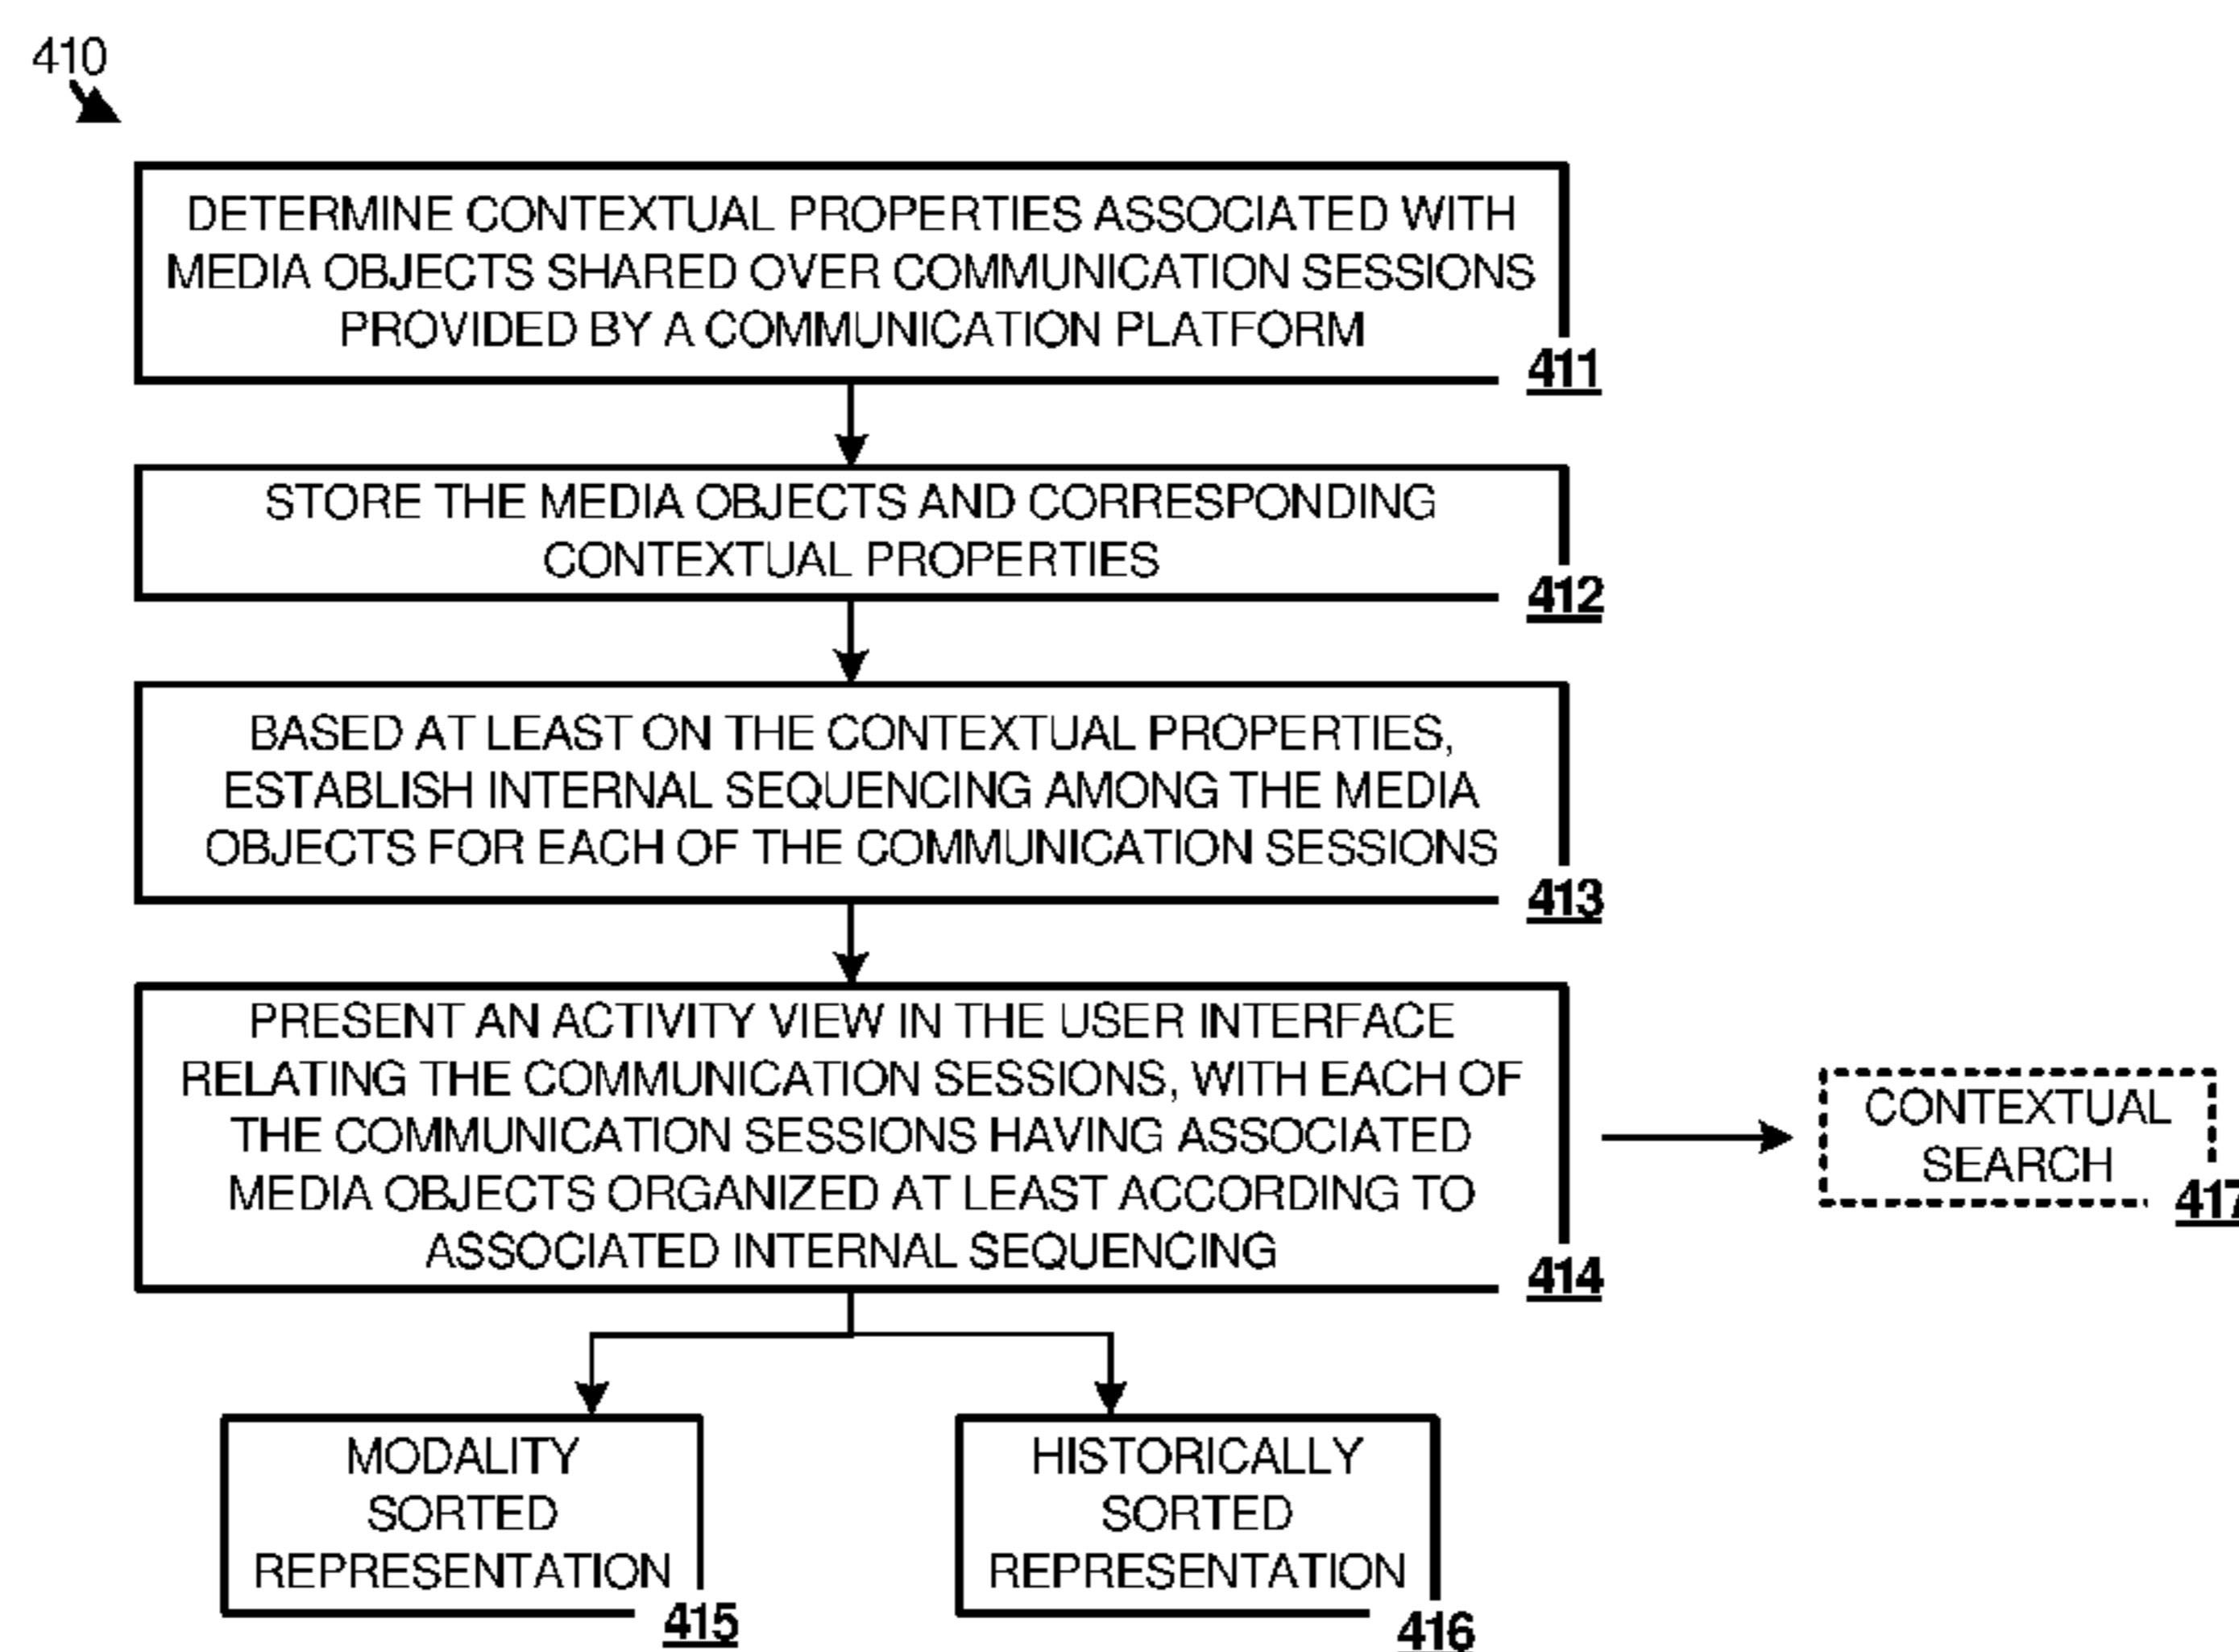 410
DETERMINE CONTEXTUAL PROPERTIES ASSOCIATED WITH
MEDIA OBJECTS SHARED OVER COMMUNICATION SESSIONS
PROVIDED BY A COMMUNICATION PLATFORM
411
STORE THE MEDIA OBJECTS AND CORRESPONDING
CONTEXTUAL PROPERTIES
412
BASED AT LEAST ON THE CONTEXTUAL PROPERTIES,
ESTABLISH INTERNAL SEQUENCING AMONG THE MEDIA
OBJECTS FOR EACH OF THE COMMUNICATION SESSIONS
413
PRESENT AN ACTIVITY VIEW IN THE USER INTERFACE
RELATING THE COMMUNICATION SESSIONS, WITH EACH OF
THE COMMUNICATION SESSIONS HAVING ASSOCIATED
MEDIA OBJECTS ORGANIZED AT LEAST ACCORDING TO
ASSOCIATED INTERNAL SEQUENCING
414
CONTEXTUAL
SEARCH
417
MODALITY
SORTED
REPRESENTATION
415
HISTORICALLY
SORTED
REPRESENTATION
416